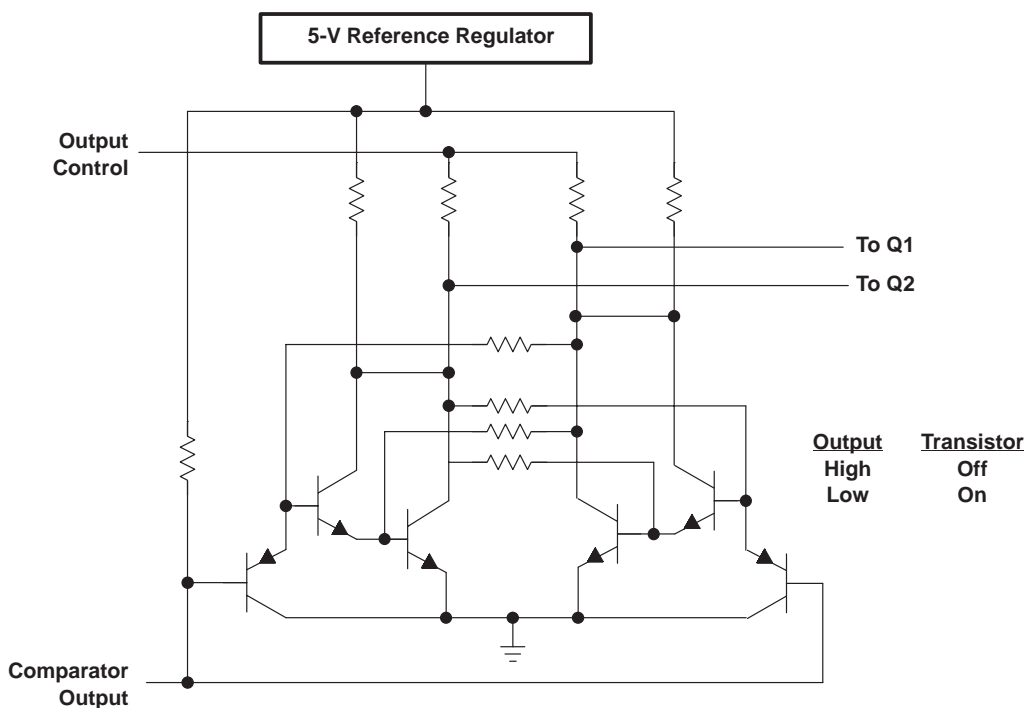 5-V Reference Regulator
Output
Control
To Q1
To Q2
Output Transistor
High Off
Low On
Comparator
Output